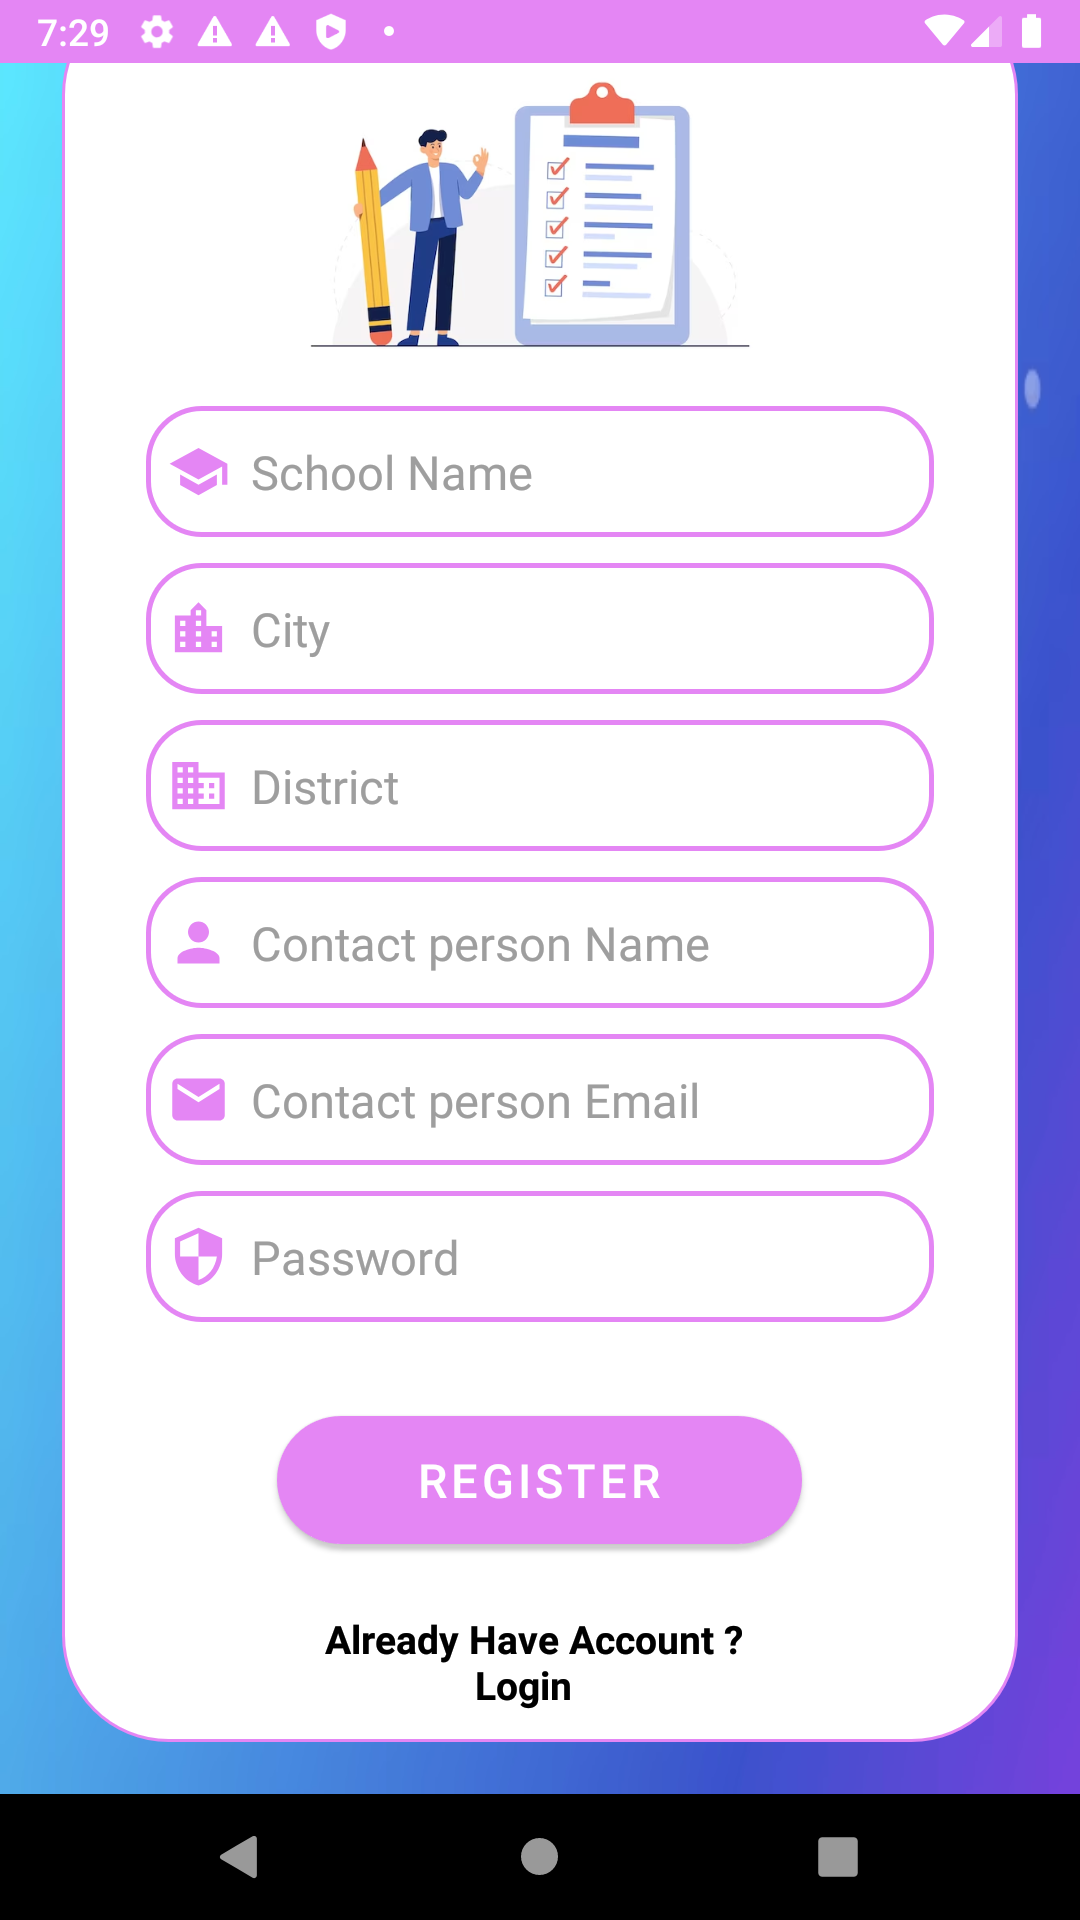 7:29
School Name
City
District
Contact person Name
Contact person Email
Password
REGISTER
Already Have Account ?
Login